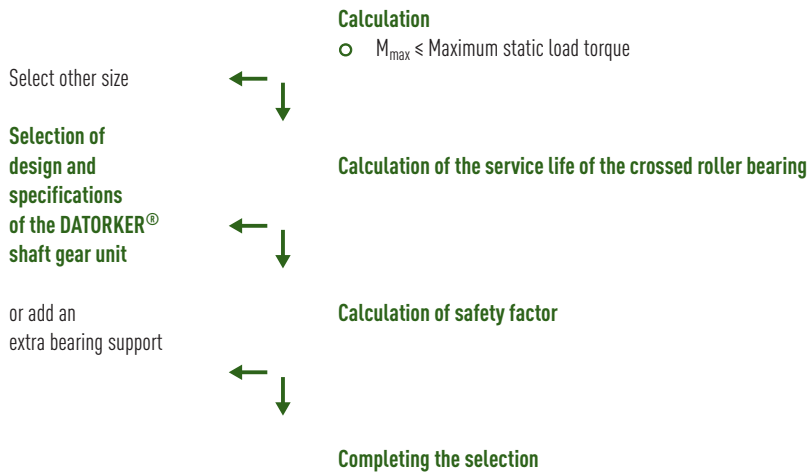 Calculation
M_max ≤ Maximum static load torque
Select other size
Selection of
design and
specifications
of the DATORKER®
shaft gear unit
Calculation of the service life of the crossed roller bearing
or add an
extra bearing support
Calculation of safety factor
Completing the selection